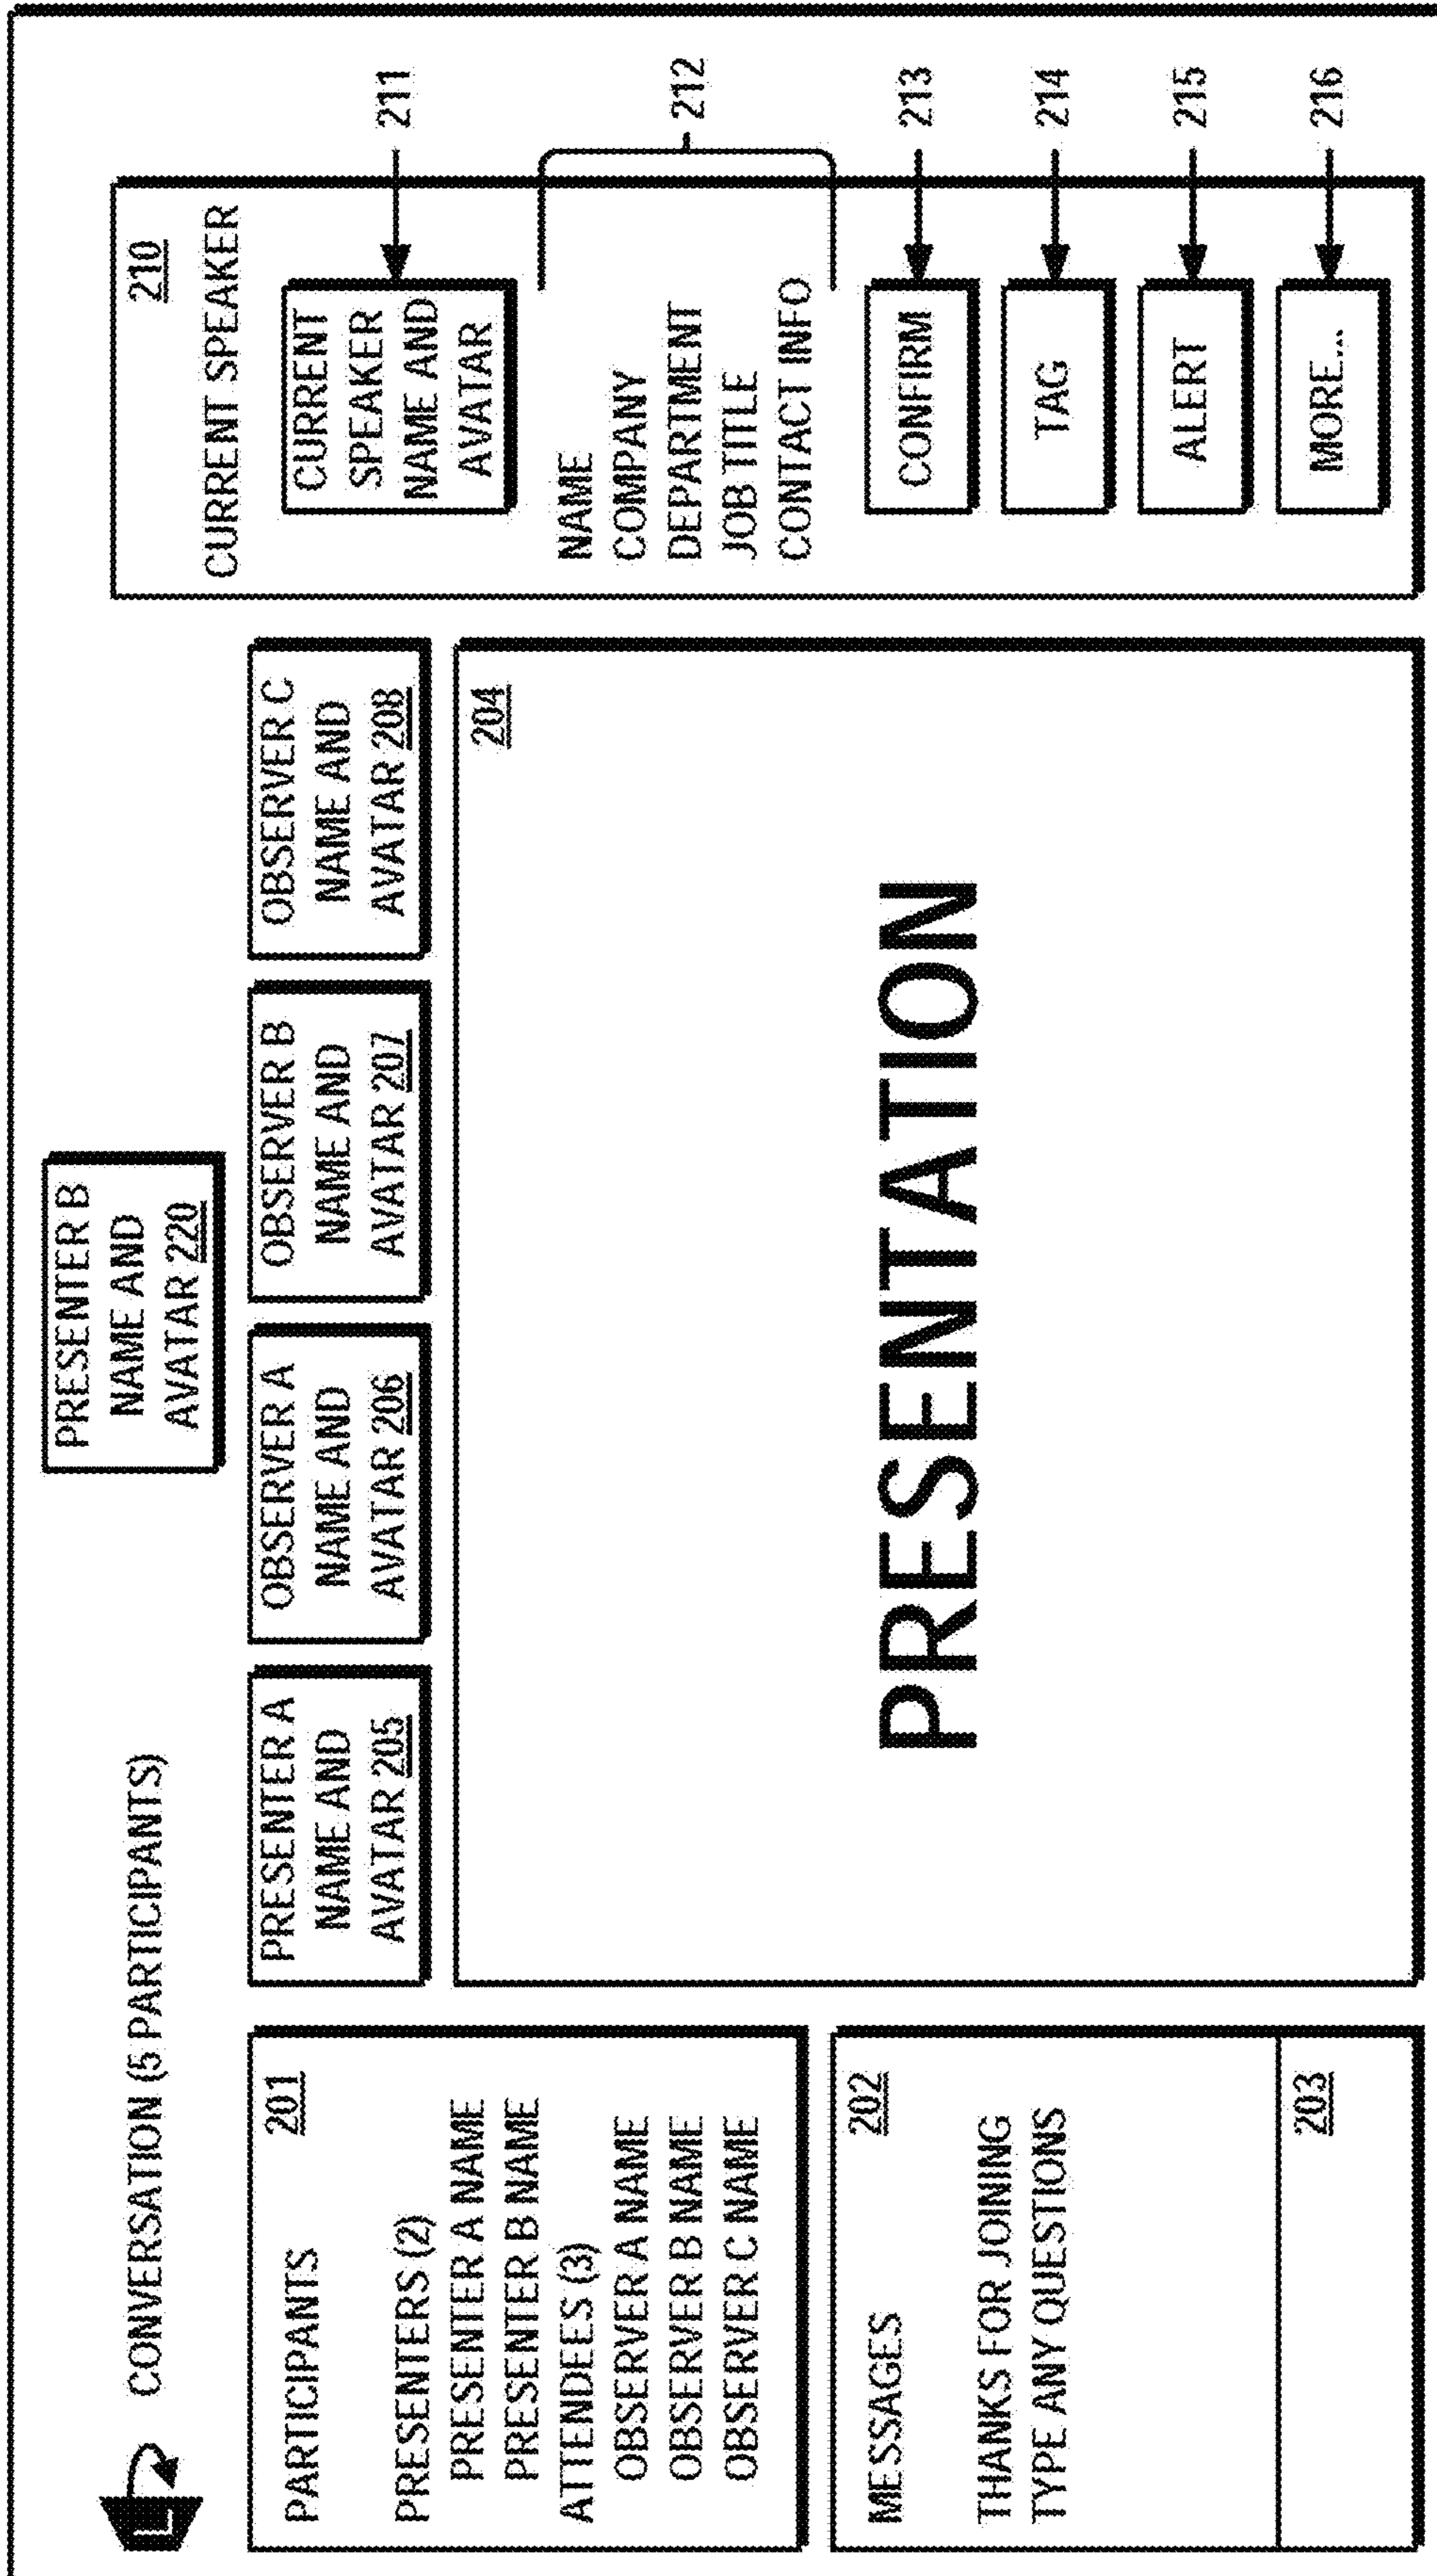 CONVERSATION (5 PARTICIPANTS)
PRESENTER B
NAME AND
AVATAR 220
201
PARTICIPANTS
PRESENTERS (2)
PRESENTER A NAME
PRESENTER B NAME
ATTENDEES (3)
OBSERVER A NAME
OBSERVER B NAME
OBSERVER C NAME
202
MESSAGES
THANKS FOR JOINING
TYPE ANY QUESTIONS
203
PRESENTER A
NAME AND
AVATAR 205
OBSERVER A
NAME AND
AVATAR 206
OBSERVER B
NAME AND
AVATAR 207
OBSERVER C
NAME AND
AVATAR 208
204
PRESENTATION
210
CURRENT SPEAKER
CURRENT
SPEAKER
NAME AND
AVATAR
211
NAME
COMPANY
DEPARTMENT
JOB TITLE
CONTACT INFO
212
CONFIRM
213
TAG
214
ALERT
215
MORE...
216